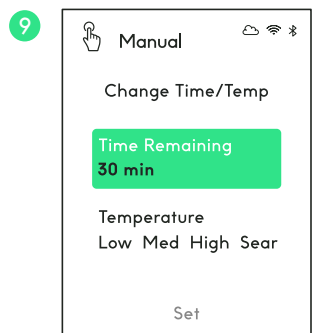 9
Manual
Change Time/Temp
Time Remaining
30 min
Temperature
Low Med High Sear
Set